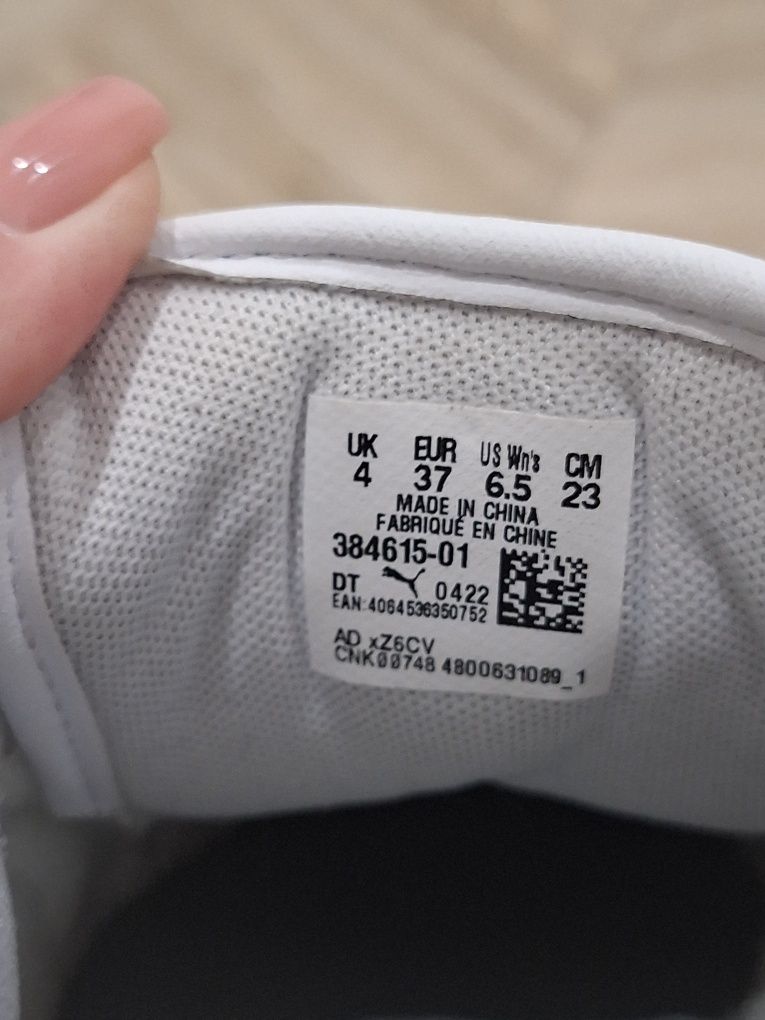 UK EUR US Wn's CM
4 37 6.5 23
MADE IN CHINA
FABRIQUÉ EN CHINE
384615-01
DT 0422
EAN:4064536350752
AD xZ6CV
CNK00748 4800631089_1